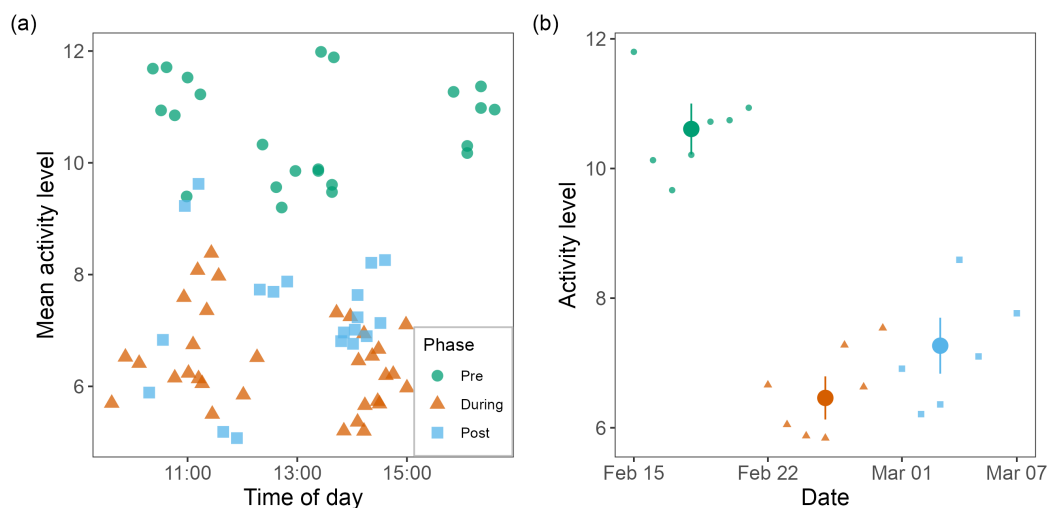 (a)
Mean activity level
12
10
8
6
11:00 13:00 15:00
Time of day
Phase
Pre
During
Post
(b)
Activity level
12
10
8
6
Feb 15 Feb 22 Mar 01 Mar 07
Date